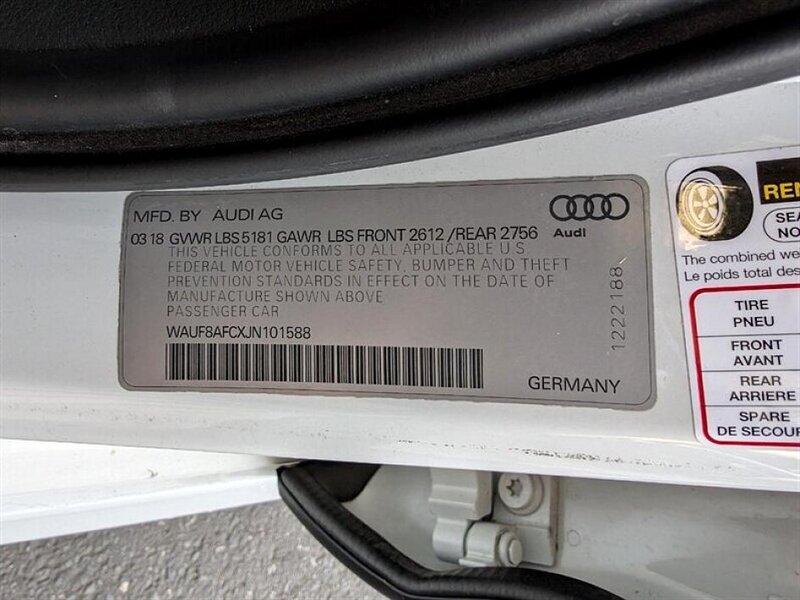 MFD. BY AUDI AG
Audi
03 18 GVWR LBS 5181 GAWR LBS FRONT 2612 /REAR 2756
THIS VEHICLE CONFORMS TO ALL APPLICABLE U S
FEDERAL MOTOR VEHICLE SAFETY, BUMPER AND THEFT
PREVENTION STANDARDS IN EFFECT ON THE DATE OF
MANUFACTURE SHOWN ABOVE
PASSENGER CAR
WAUF8AFCXJN101588
1222188
GERMANY
The combined we
Le poids total des
TIRE
PNEU
FRONT
AVANT
REAR
ARRIERE
SPARE
DE SECOUR